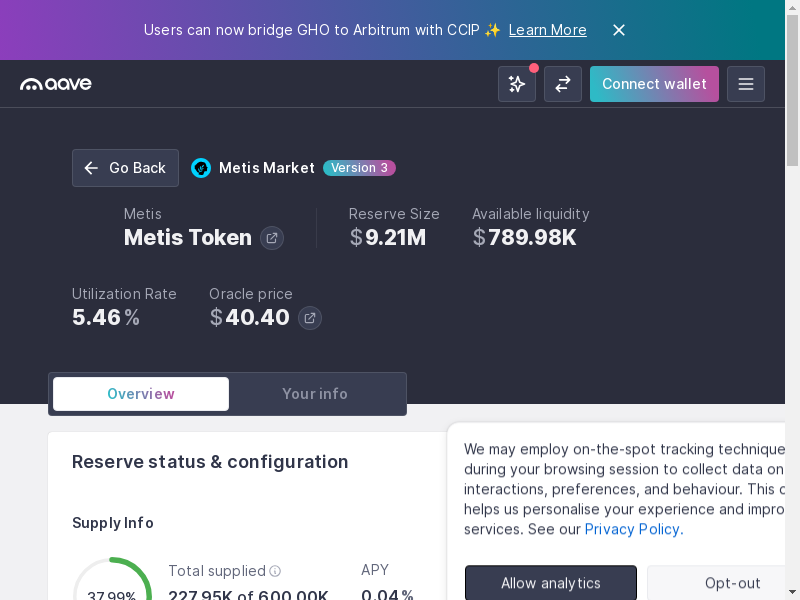 Users can now bridge GHO to Arbitrum with CCIP ✨ Learn More
aave
Connect wallet
Go Back
Metis Market
Version 3
Metis
Metis Token
Reserve Size
$9.21M
Available liquidity
$789.98K
Utilization Rate
5.46%
Oracle price
$40.40
Overview
Your info
Reserve status & configuration
Supply Info
37.99%
Total supplied
227.95K of 600.00K
APY
0.04%
We may employ on-the-spot tracking technique
during your browsing session to collect data on
interactions, preferences, and behaviour. This
helps us personalise your experience and impro
services. See our Privacy Policy.
Allow analytics
Opt-out